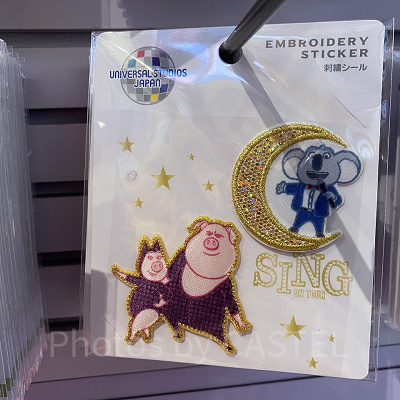 UNIVERSAL STUDIOS
JAPAN
EMBROIDERY
STICKER
刺繍シール
SING
ON TOUR
Photos by CASTEL